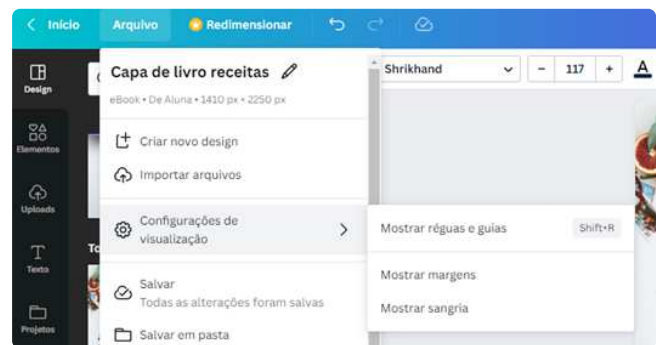 Início
Arquivo
Redimensionar
Design
Elementos
Uploads
Texto
Projetos
Capa de livro receitas
eBook • De Aluna • 1410 px • 2250 px
Criar novo design
Importar arquivos
Configurações de
visualização
Salvar
Todas as alterações foram salvas
Salvar em pasta
Mostrar réguas e guias
Shift+R
Mostrar margens
Mostrar sangria
Shrikhand
- 117 +
A